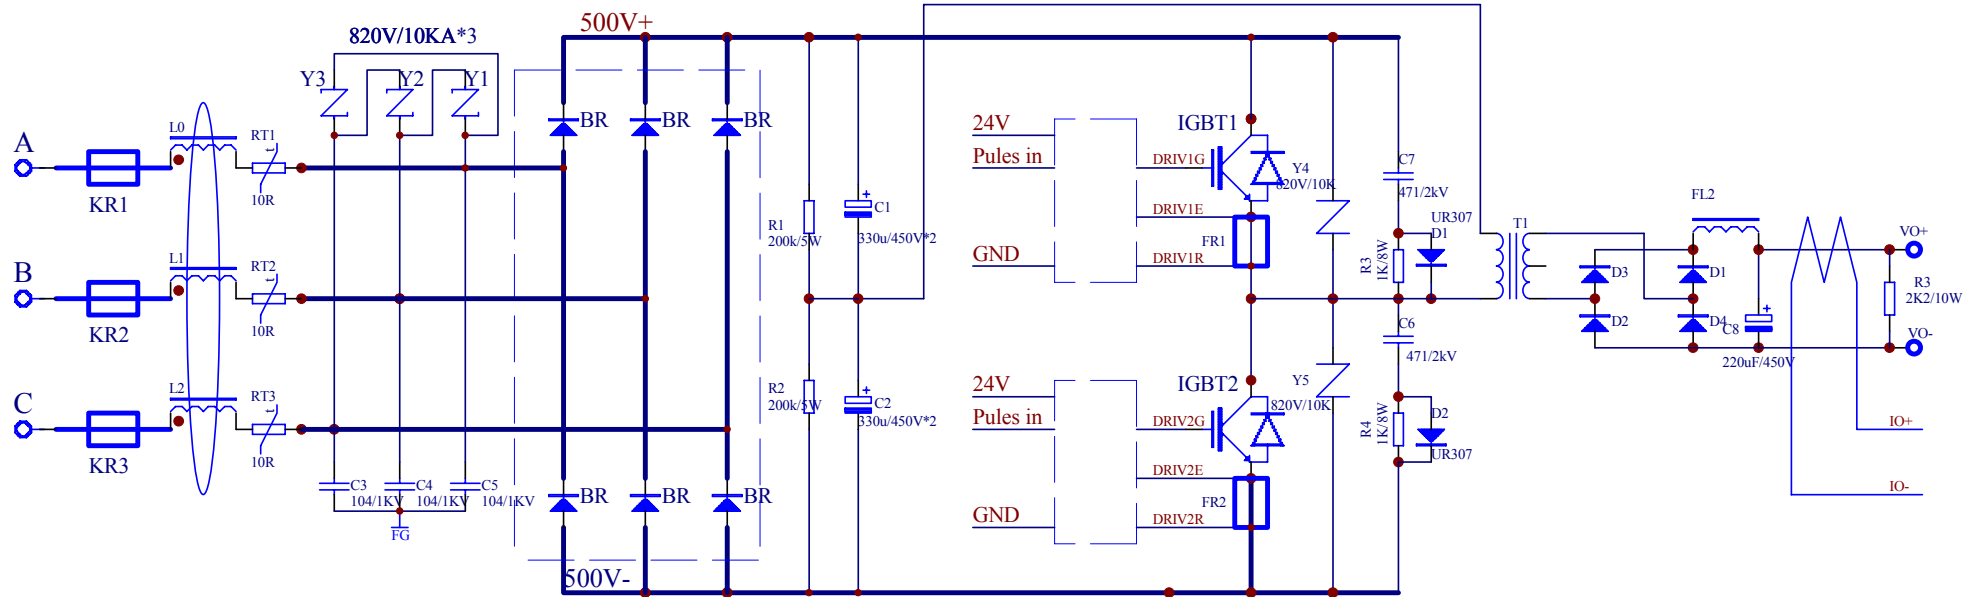 500V+
820V/10KA*3
Y3
Y2
Y1
A
L0
RT1
t
10R
KR1
BR
BR
BR
24V
Pules in
DRIV1G
IGBT1
Y4
820V/10K
C7
471/2kV
R1
200k/5W
+
C1
330u/450V*2
DRIV1E
FR1
GND
DRIV1R
UR307
D1
R3
1K/8W
T1
FL2
VO+
D3
D1
R3
2K2/10W
B
L1
RT2
t
10R
KR2
C6
471/2kV
D2
D4
+
C8
220uF/450V
VO-
C
L2
RT3
t
10R
KR3
R2
200k/5W
+
C2
330u/450V*2
24V
Pules in
DRIV2G
IGBT2
Y5
820V/10K
R4
1K/8W
D2
UR307
IO+
C3
104/1KV
C4
104/1KV
C5
104/1KV
FG
BR
BR
BR
DRIV2E
FR2
GND
DRIV2R
IO-
500V-